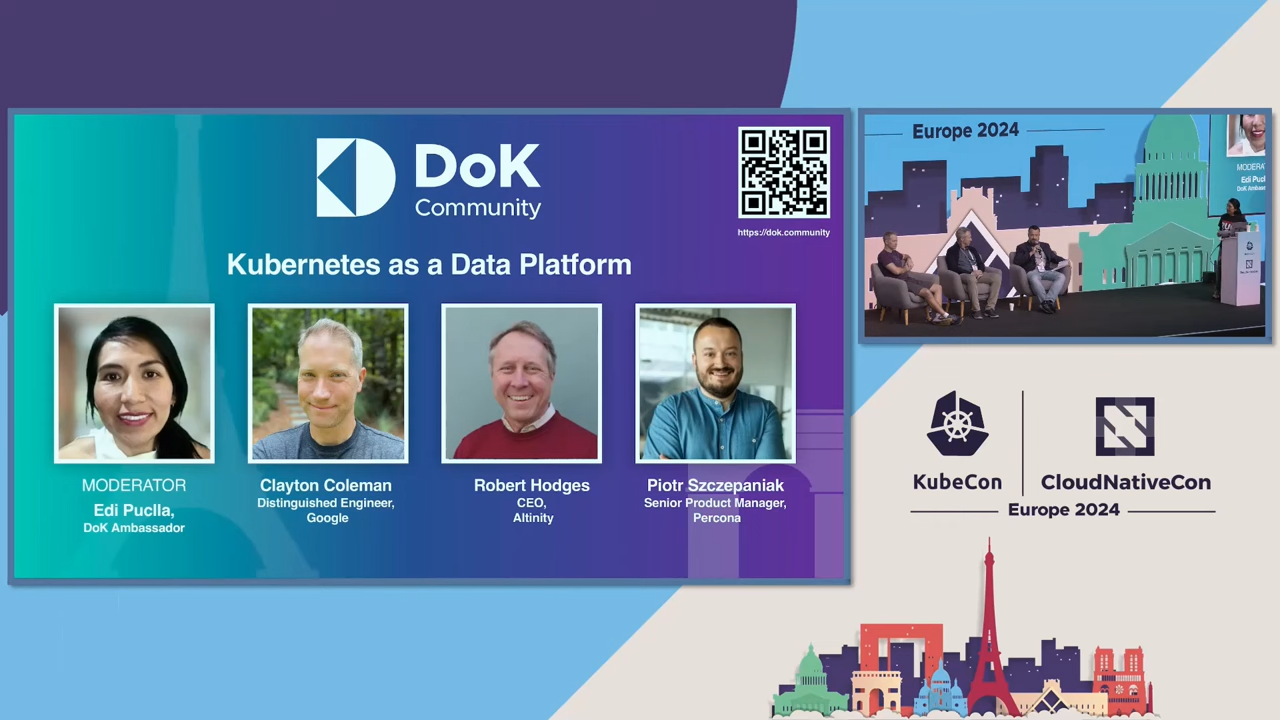 DoK
Community
https://dok.community
Kubernetes as a Data Platform
MODERATOR
Edi Puclla,
DoK Ambassador
Clayton Coleman
Distinguished Engineer,
Google
Robert Hodges
CEO,
Altinity
Piotr Szczepaniak
Senior Product Manager,
Percona
Europe 2024
KubeCon
CloudNativeCon
Europe 2024